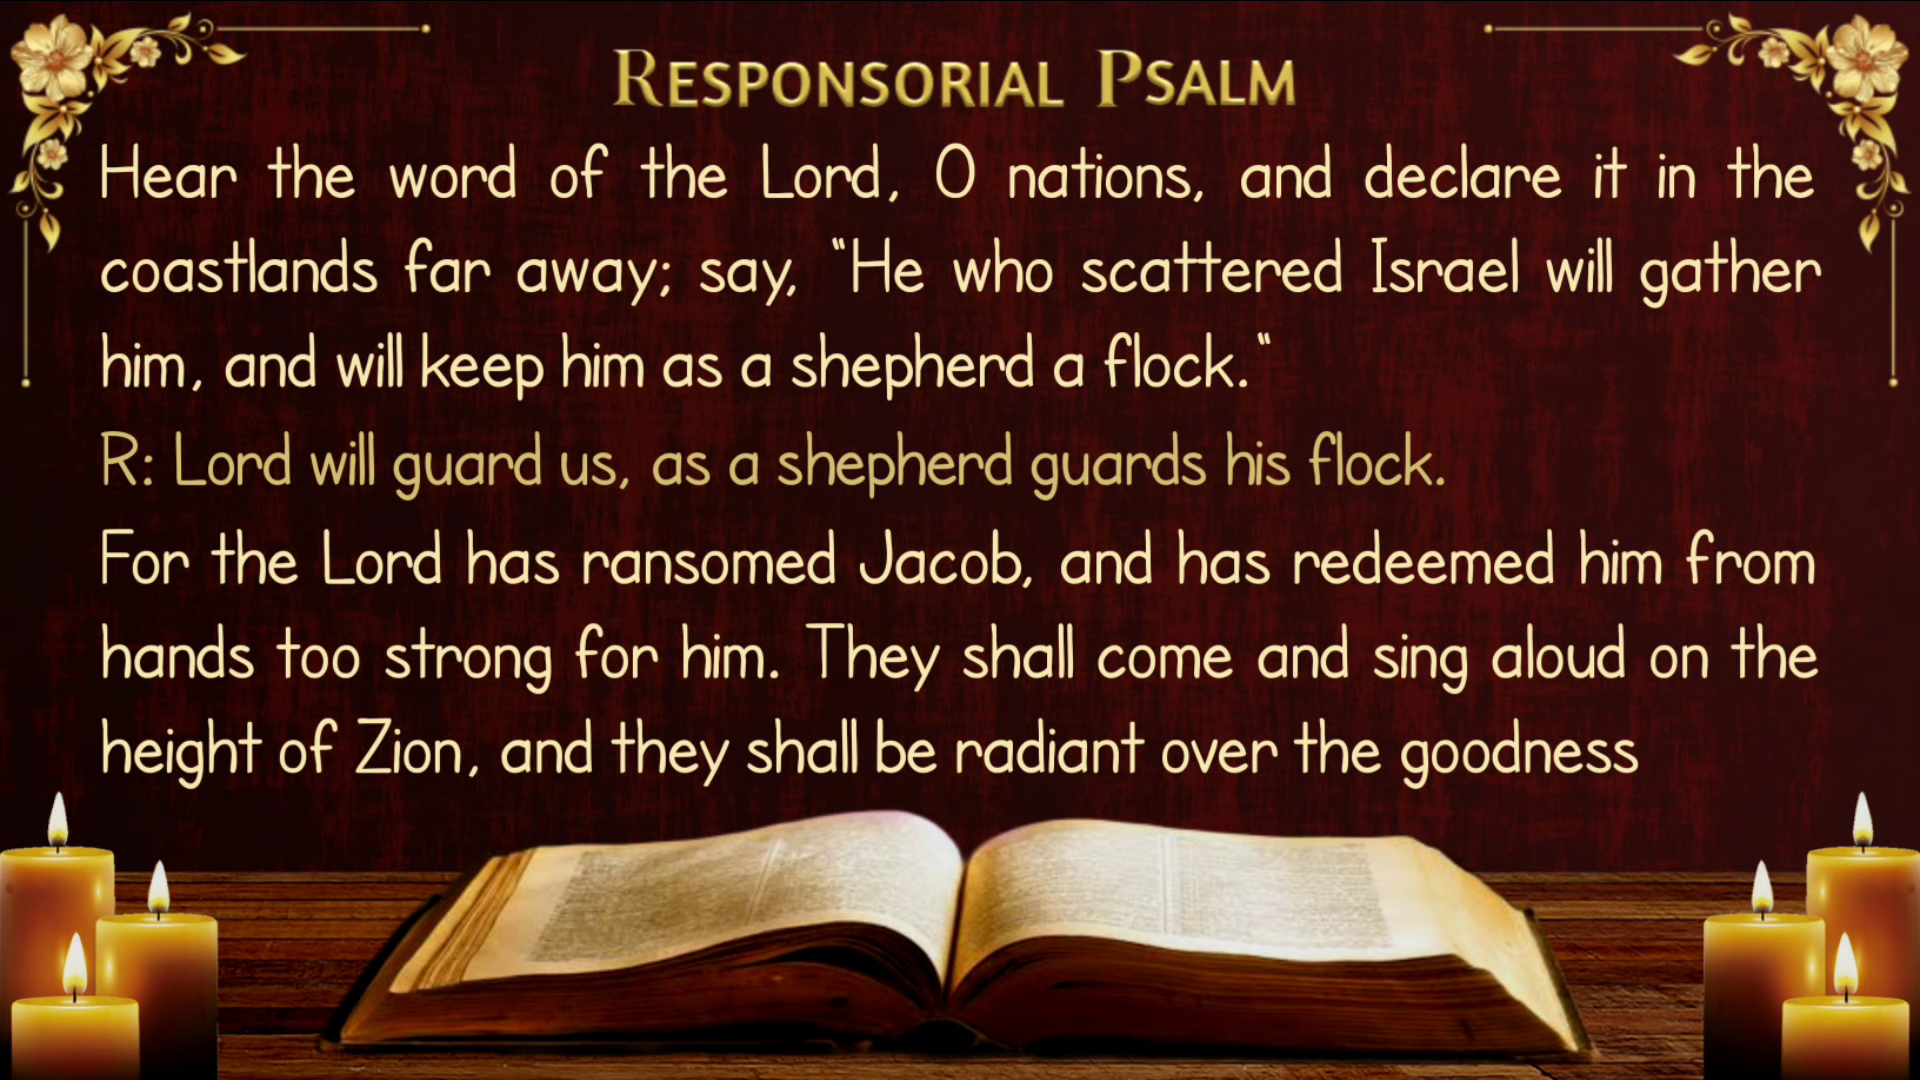 Responsorial Psalm
Hear the word of the Lord, O nations, and declare it in the
coastlands far away; say, "He who scattered Israel will gather
him, and will keep him as a shepherd a flock."
R: Lord will guard us, as a shepherd guards his flock.
For the Lord has ransomed Jacob, and has redeemed him from
hands too strong for him. They shall come and sing aloud on the
height of Zion, and they shall be radiant over the goodness